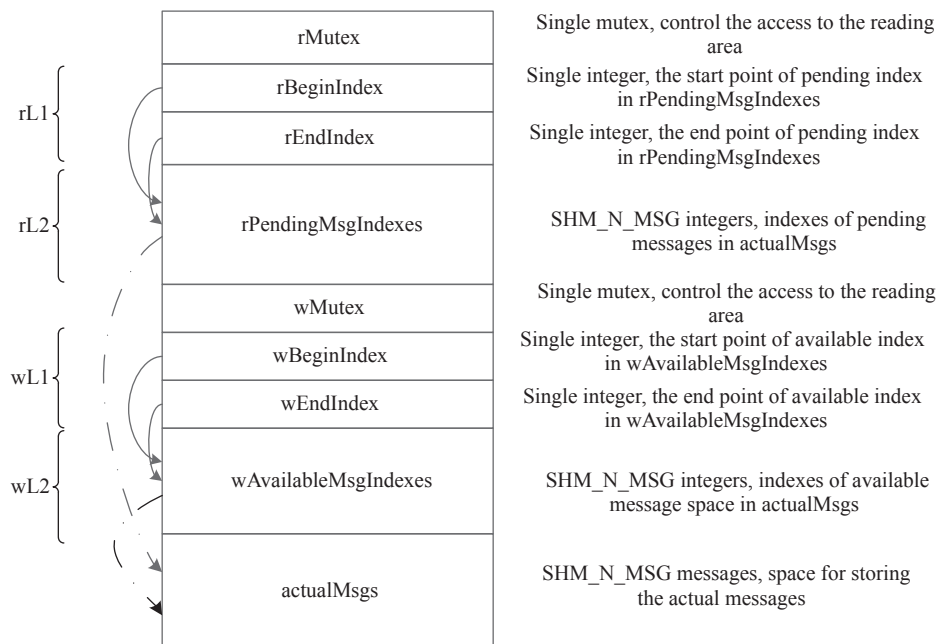 rMutex
Single mutex, control the access to the reading
area
rL1
rBeginIndex
Single integer, the start point of pending index
in rPendingMsgIndexes
rEndIndex
Single integer, the end point of pending index
in rPendingMsgIndexes
rL2
rPendingMsgIndexes
SHM_N_MSG integers, indexes of pending
messages in actualMsgs
wMutex
Single mutex, control the access to the reading
area
wL1
wBeginIndex
Single integer, the start point of available index
in wAvailableMsgIndexes
wEndIndex
Single integer, the end point of available index
in wAvailableMsgIndexes
wL2
wAvailableMsgIndexes
SHM_N_MSG integers, indexes of available
message space in actualMsgs
actualMsgs
SHM_N_MSG messages, space for storing
the actual messages